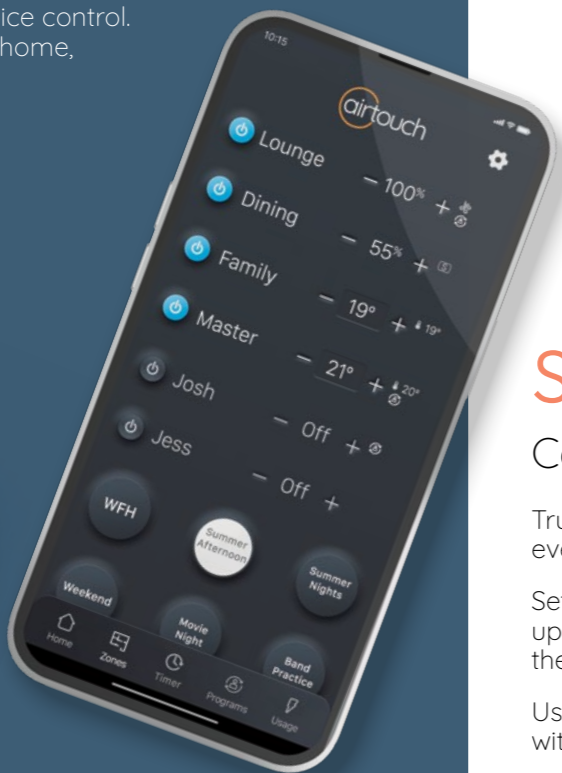 ice control.
home,
10:15
airtouch
Lounge − 100% +
Dining − 55% +
Family − 19° + 19°
Master − 21° + 20°
Josh − Off +
Jess − Off +
WFH
Summer
Afternoon
Summer
Nights
Weekend
Movie
Night
Band
Practice
Home Zones Timer Programs Usage
S
Co
Tru
eve
Se
up
the
Us
wit